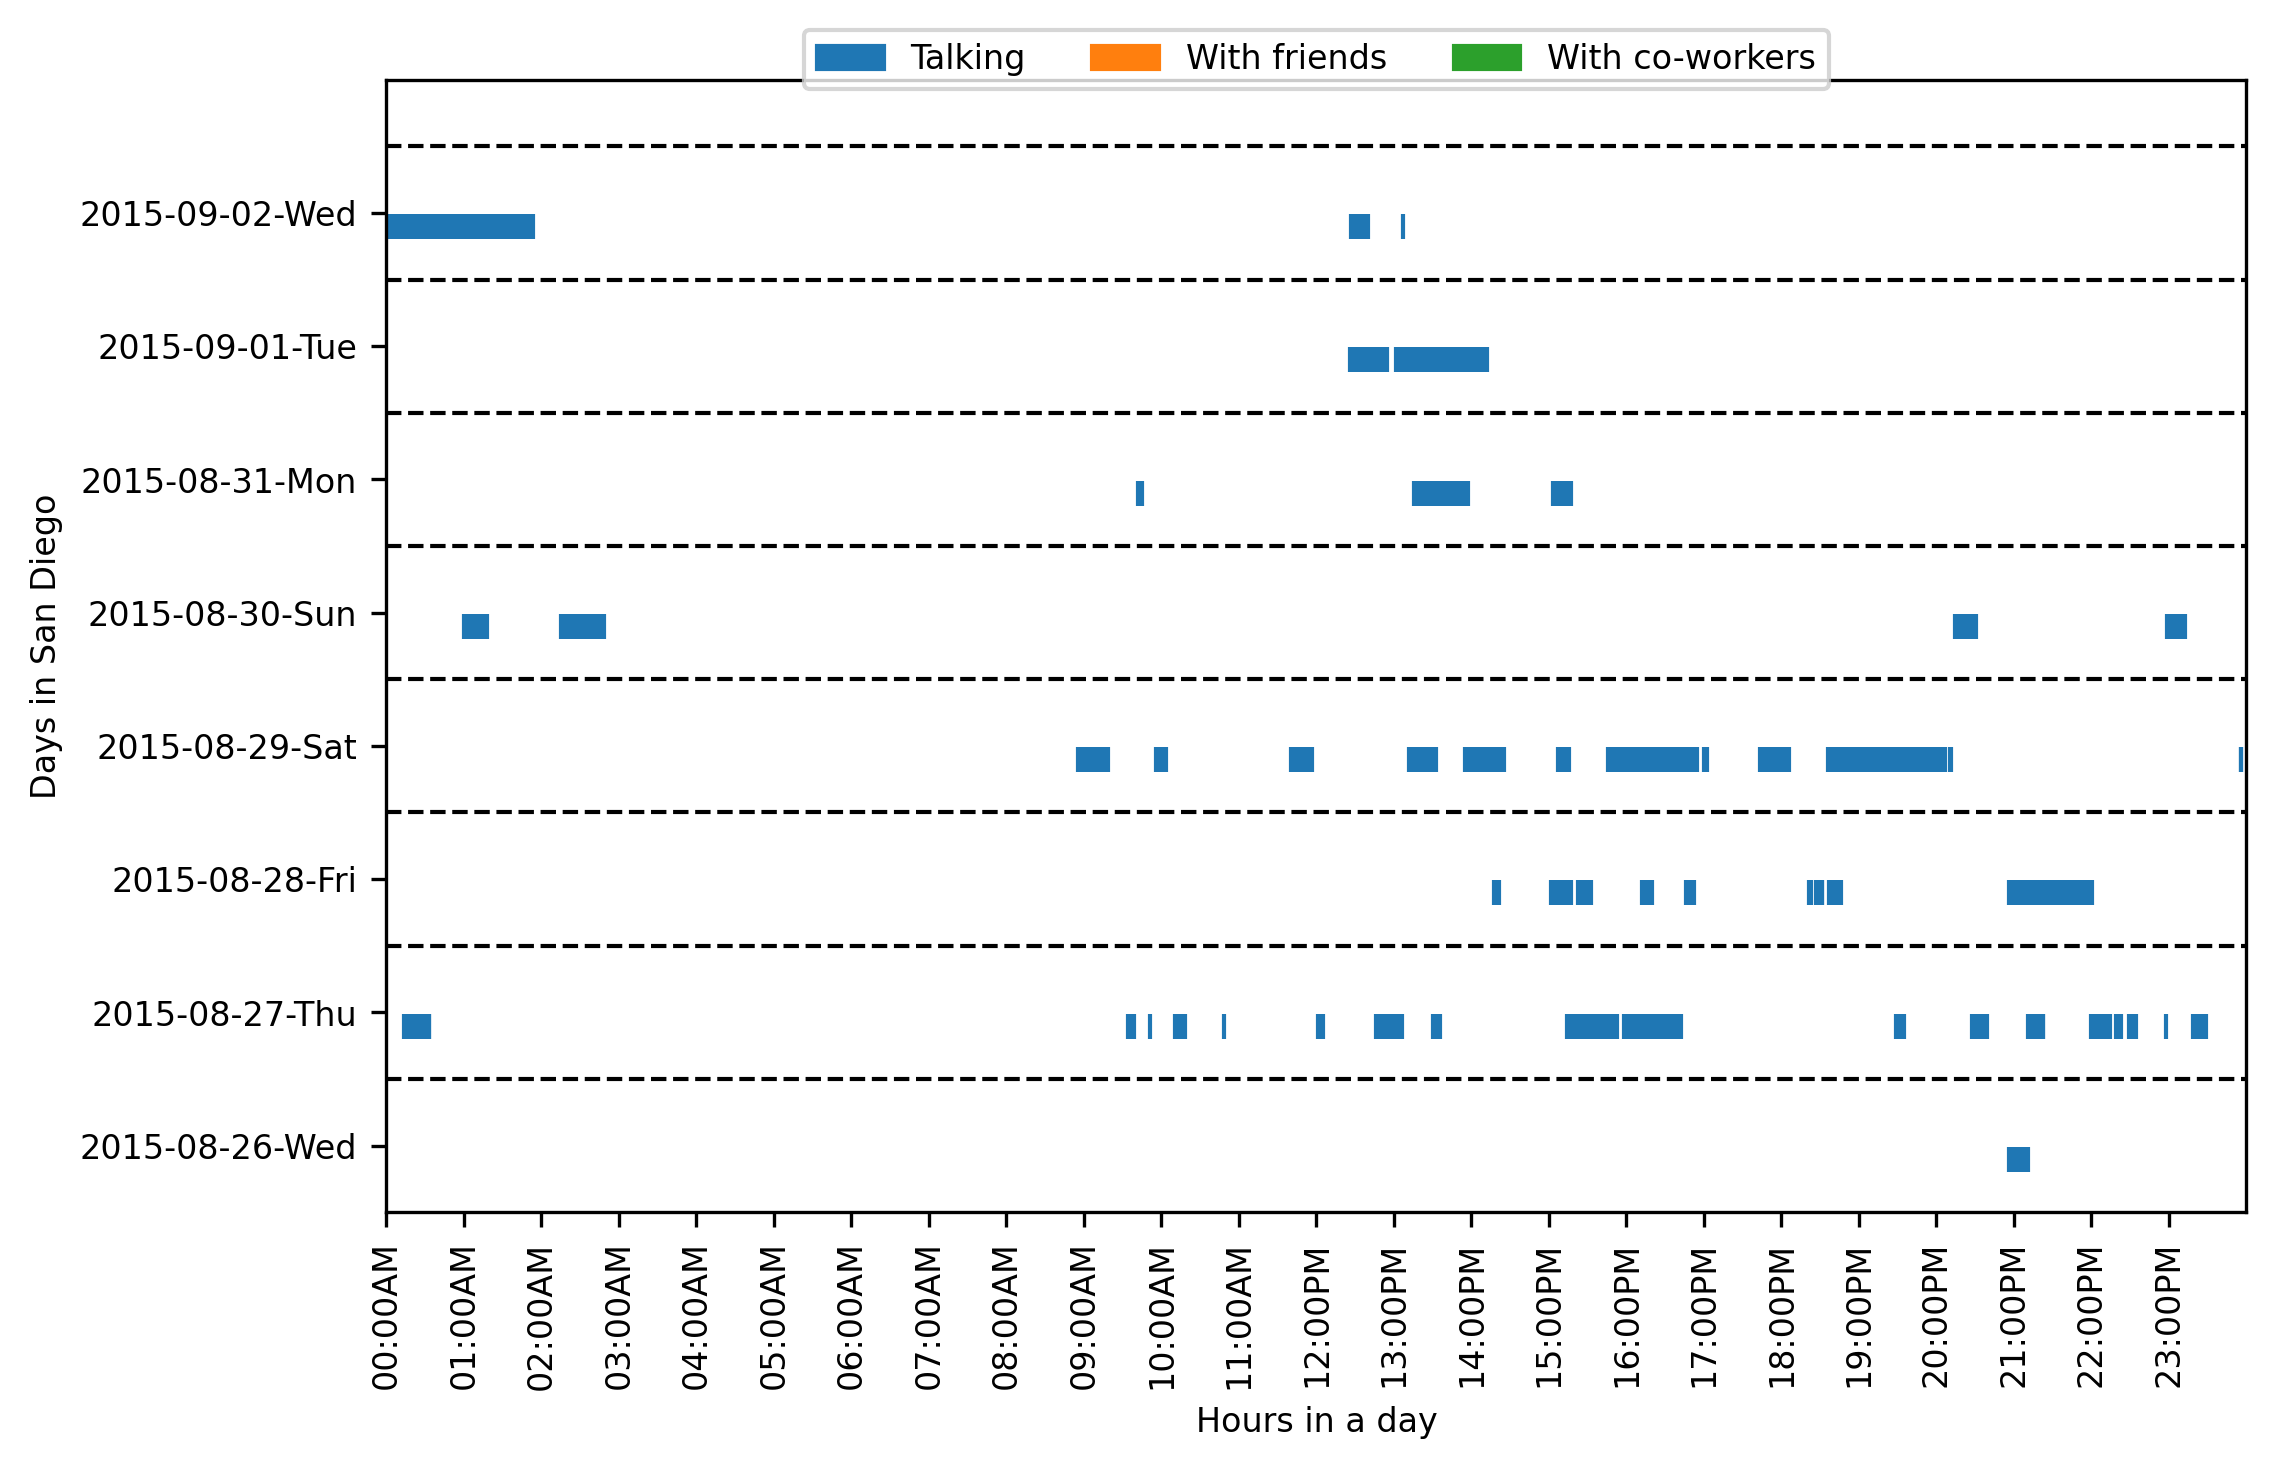 Talking With friends With co-workers
2015-09-02-Wed
2015-09-01-Tue
2015-08-31-Mon
2015-08-30-Sun
2015-08-29-Sat
2015-08-28-Fri
2015-08-27-Thu
2015-08-26-Wed
Days in San Diego
00:00AM
01:00AM
02:00AM
03:00AM
04:00AM
05:00AM
06:00AM
07:00AM
08:00AM
09:00AM
10:00AM
11:00AM
12:00PM
13:00PM
14:00PM
15:00PM
16:00PM
17:00PM
18:00PM
19:00PM
20:00PM
21:00PM
22:00PM
23:00PM
Hours in a day